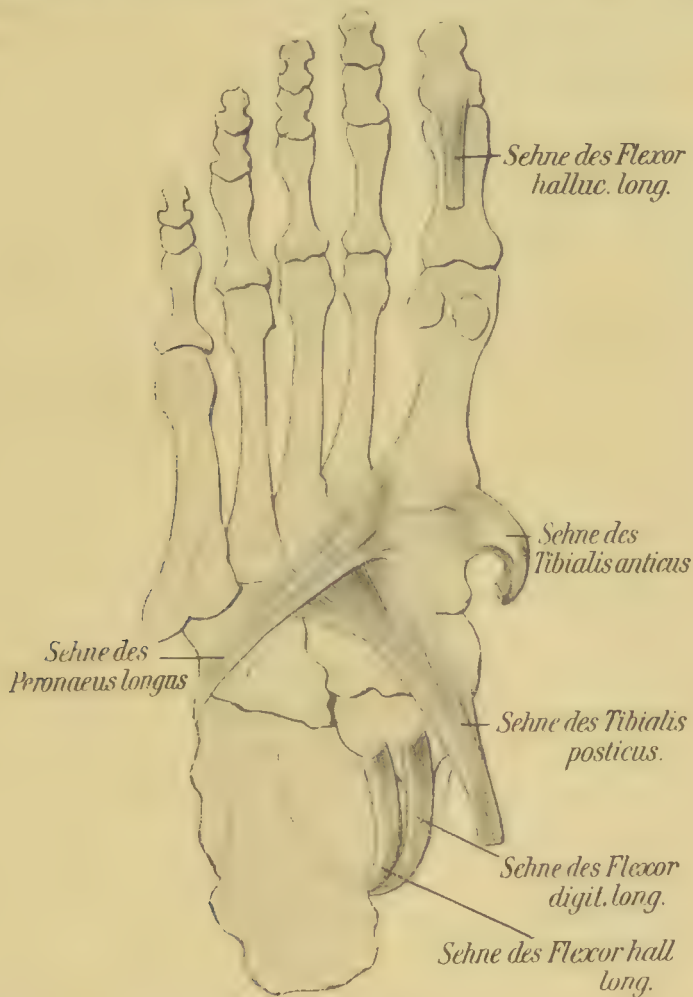 Sehne des Flexor
halluc. long.
Sehne des
Tibialis anticus
Sehne des
Peronaeus longus
Sehne des Tibialis
posticus.
Sehne des Flexor
digit. long.
Sehne des Flexor hall
long.